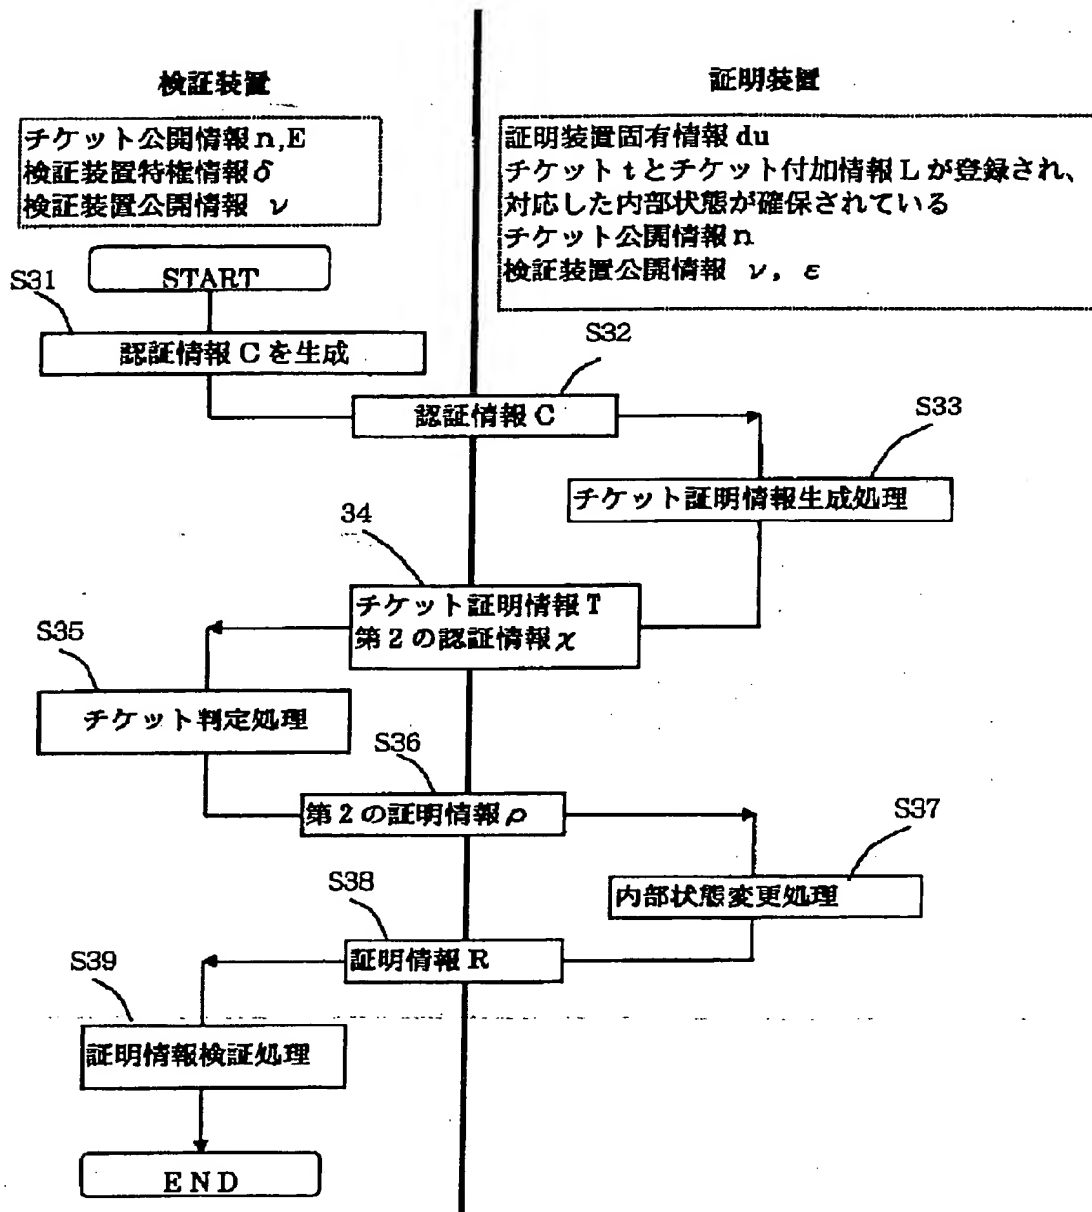 検証装置
チケット公開情報n,E
検証装置特権情報δ
検証装置公開情報 ν
証明装置
証明装置固有情報du
チケットtとチケット付加情報Lが登録され、
対応した内部状態が確保されている
チケット公開情報n
検証装置公開情報 ν, ε
START
S31
認証情報Cを生成
S32
認証情報C
S33
チケット証明情報生成処理
34
チケット証明情報T
第2の認証情報χ
S35
チケット判定処理
S36
第2の証明情報ρ
S37
内部状態変更処理
S38
証明情報R
S39
証明情報検証処理
END